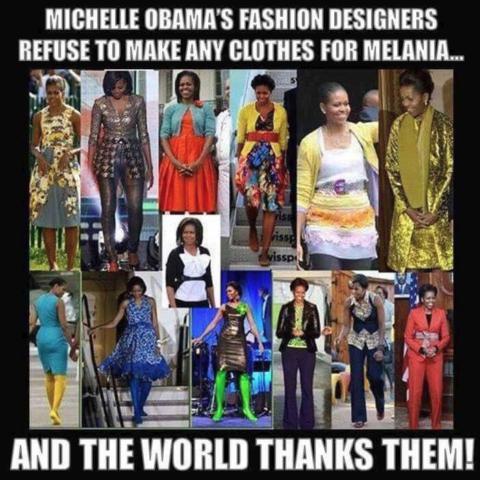 MICHELLE OBAMA'S FASHION DESIGNERS
REFUSE TO MAKE ANY CLOTHES FOR MELANIA...
AND THE WORLD THANKS THEM!